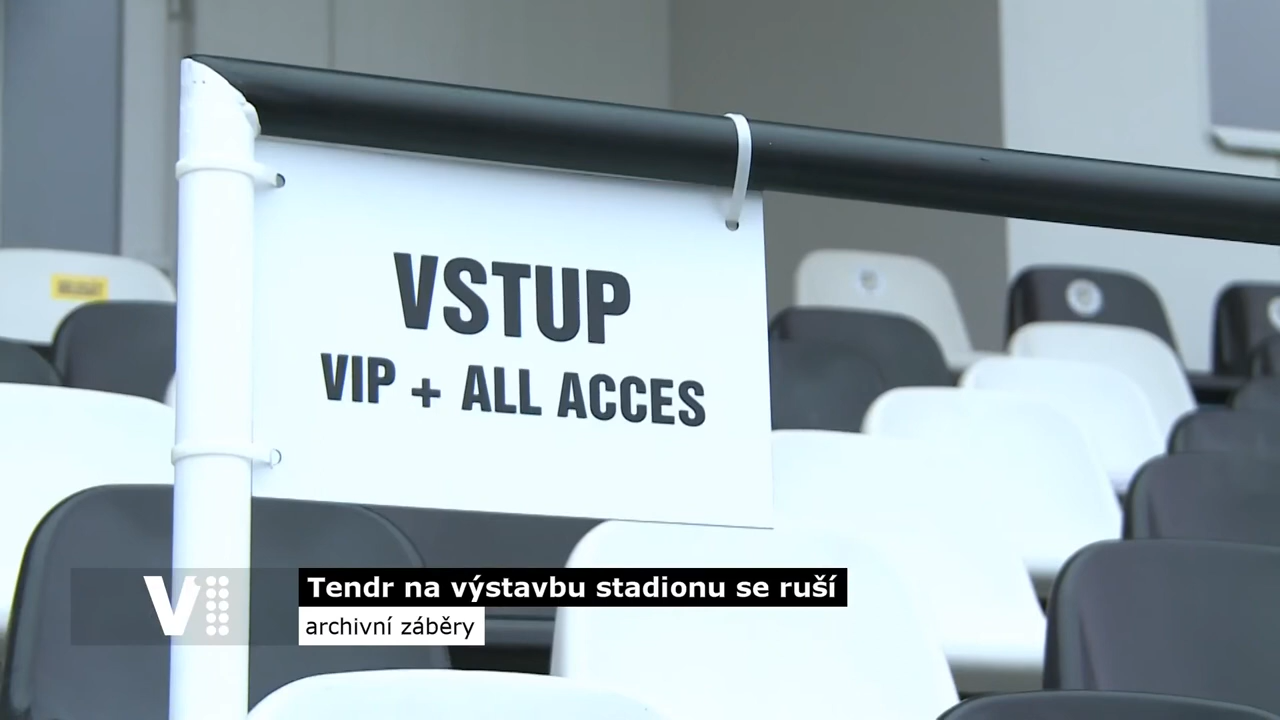 VSTUP
VIP + ALL ACCES
Tendr na výstavbu stadionu se ruší
archivní záběry